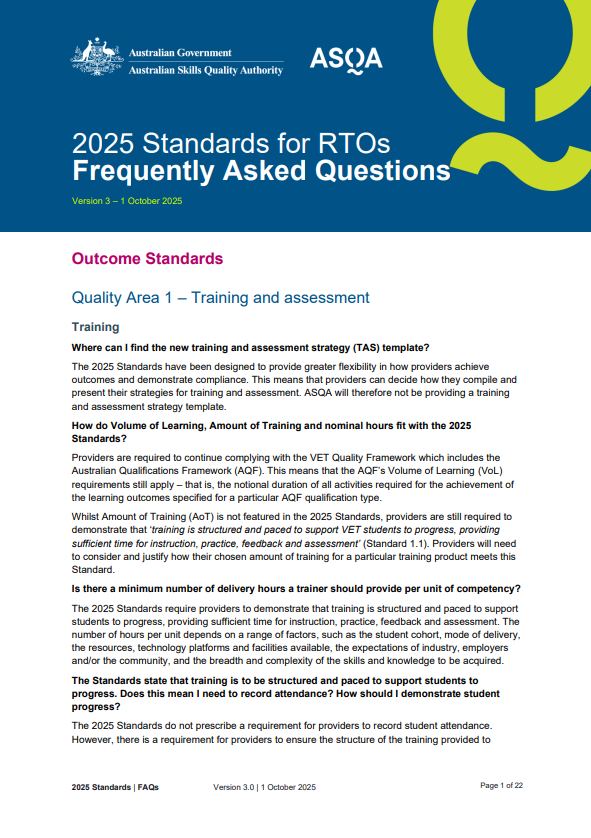 Australian Government
Australian Skills Quality Authority
ASQA
2025 Standards for RTOs
Frequently Asked Questions
Version 3 – 1 October 2025
Outcome Standards
Quality Area 1 – Training and assessment
Training
Where can I find the new training and assessment strategy (TAS) template?
The 2025 Standards have been designed to provide greater flexibility in how providers achieve
outcomes and demonstrate compliance. This means that providers can decide how they compile and
present their strategies for training and assessment. ASQA will therefore not be providing a training
and assessment strategy template.
How do Volume of Learning, Amount of Training and nominal hours fit with the 2025
Standards?
Providers are required to continue complying with the VET Quality Framework which includes the
Australian Qualifications Framework (AQF). This means that the AQF's Volume of Learning (VoL)
requirements still apply – that is, the notional duration of all activities required for the achievement of
the learning outcomes specified for a particular AQF qualification type.
Whilst Amount of Training (AoT) is not featured in the 2025 Standards, providers are still required to
demonstrate that 'training is structured and paced to support VET students to progress, providing
sufficient time for instruction, practice, feedback and assessment' (Standard 1.1). Providers will need
to consider and justify how their chosen amount of training for a particular training product meets this
Standard.
Is there a minimum number of delivery hours a trainer should provide per unit of competency?
The 2025 Standards require providers to demonstrate that training is structured and paced to support
students to progress, providing sufficient time for instruction, practice, feedback and assessment. The
number of hours per unit depends on a range of factors, such as the student cohort, mode of delivery,
the resources, technology platforms and facilities available, the expectations of industry, employers
and/or the community, and the breadth and complexity of the skills and knowledge to be acquired.
The Standards state that training is to be structured and paced to support students to
progress. Does this mean I need to record attendance? How should I demonstrate student
progress?
The 2025 Standards do not prescribe a requirement for providers to record student attendance.
However, there is a requirement for providers to ensure the structure of the training provided to
2025 Standards | FAQs
Version 3.0 | 1 October 2025
Page 1 of 22